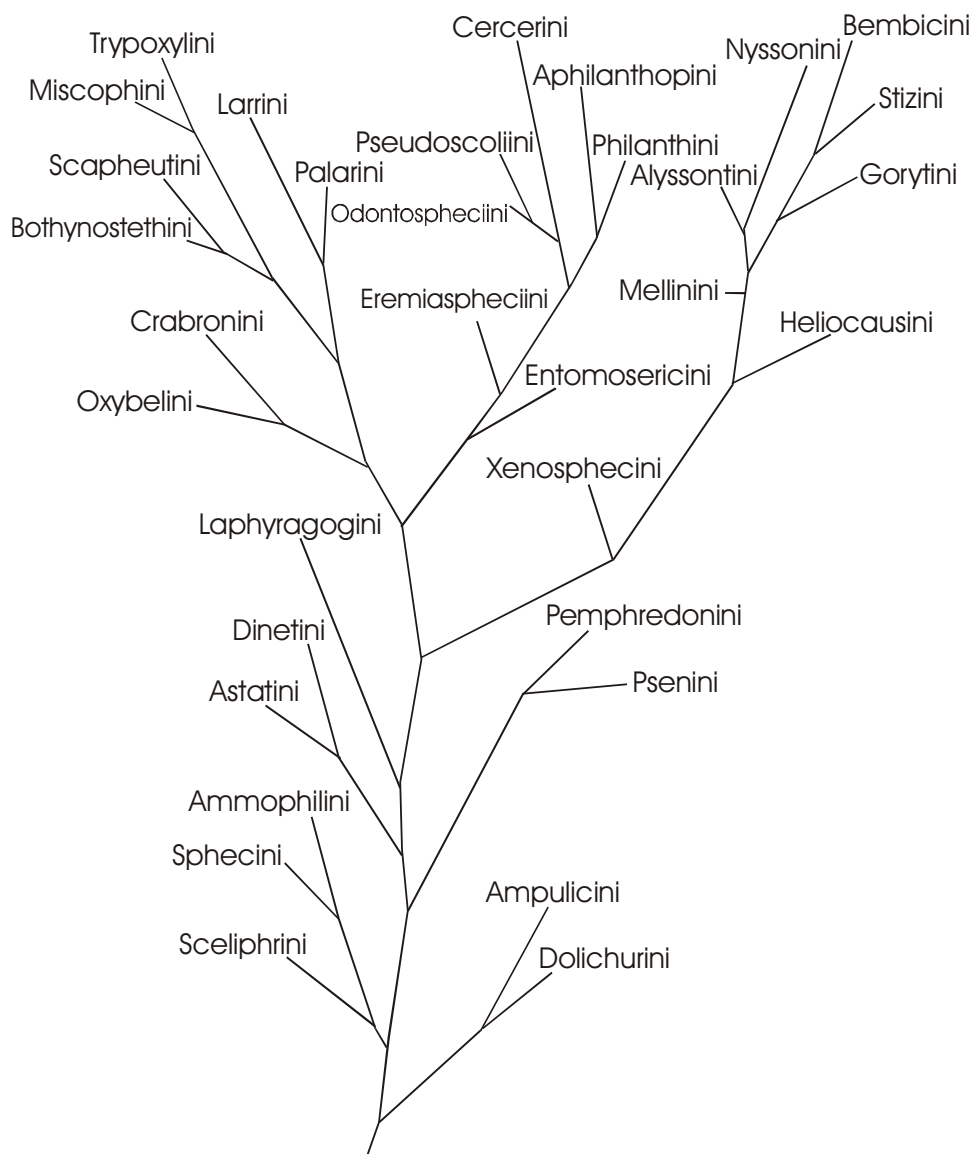 Bembicini
Cercerini
Trypoxylini
Nyssonini
Aphilanthopini
Miscophini
Larrini
Stizini
Pseudoscoliini
Philanthini
Scapheutini
Palarini
Alyssontini
Gorytini
Odontospheciini
Bothynostethini
Mellinini
Eremiaspheciini
Crabronini
Heliocausini
Entomosericini
Oxybelini
Xenosphecini
Laphyragogini
Pemphredonini
Dinetini
Psenini
Astatini
Ammophilini
Sphecini
Ampulicini
Sceliphrini
Dolichurini